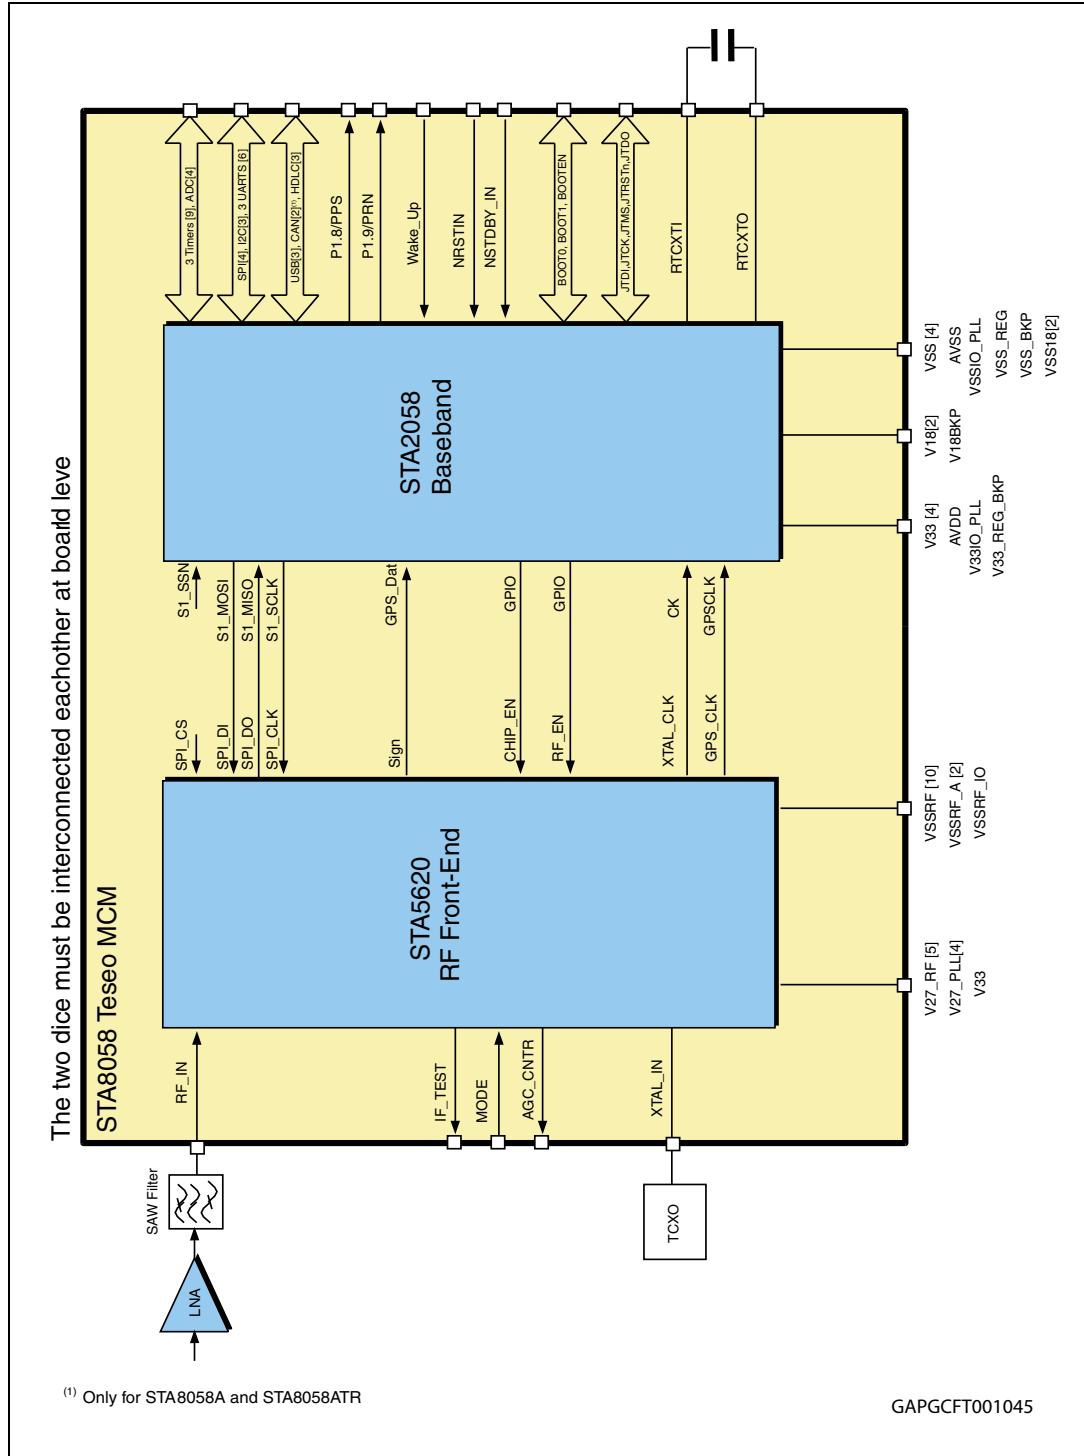 The two dice must be interconnected eachother at board leve
STA8058 Teseo MCM
LNA
SAW Filter
RF_IN
IF_TEST
MODE
AGC_CNTR
XTAL_IN
TCXO
STA5620
RF Front-End
V27_RF [5]
V27_PLL[4]
V33
VSSRF [10]
VSSRF_A [2]
VSSRF_IO
SPI_CS
SPI_DI
SPI_DO
SPI_CLK
Sign
CHIP_EN
RF_EN
XTAL_CLK
GPS_CLK
S1_SSN
S1_MOSI
S1_MISO
S1_SCLK
GPS_Dat
GPIO
GPIO
CK
GPSCLK
STA2058
Baseband
V33 [4]
AVDD
V33IO_PLL
V33_REG_BKP
V18[2]
V18BKP
VSS [4]
AVSS
VSSIO_PLL
VSS_REG
VSS_BKP
VSS18[2]
3 Timers [9], ADC[4]
SPI[4], I2C[3], 3 UARTS [6]
USB[3], CAN[2](1), HDLC[3]
P1.8/PPS
P1.9/PRN
Wake_Up
NRSTIN
NSTDBY_IN
BOOT0, BOOT1, BOOTEN
JTDI,JTCK,JTMS,JTRSTn,JTDO
RTCXTI
RTCXTO
(1) Only for STA8058A and STA8058ATR
GAPGCFT001045